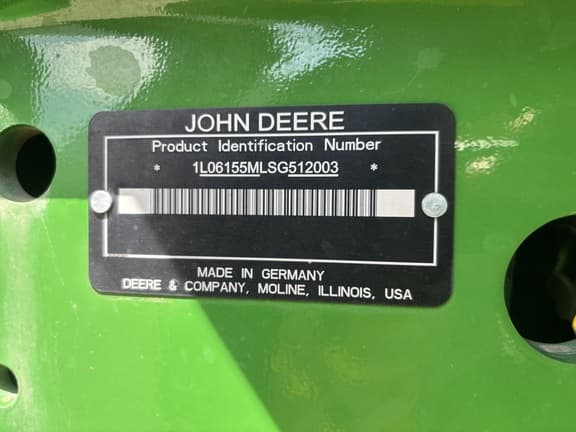 JOHN DEERE
Product Identification Number
* 1L06155MLSG512003 *
MADE IN GERMANY
DEERE & COMPANY, MOLINE, ILLINOIS, USA